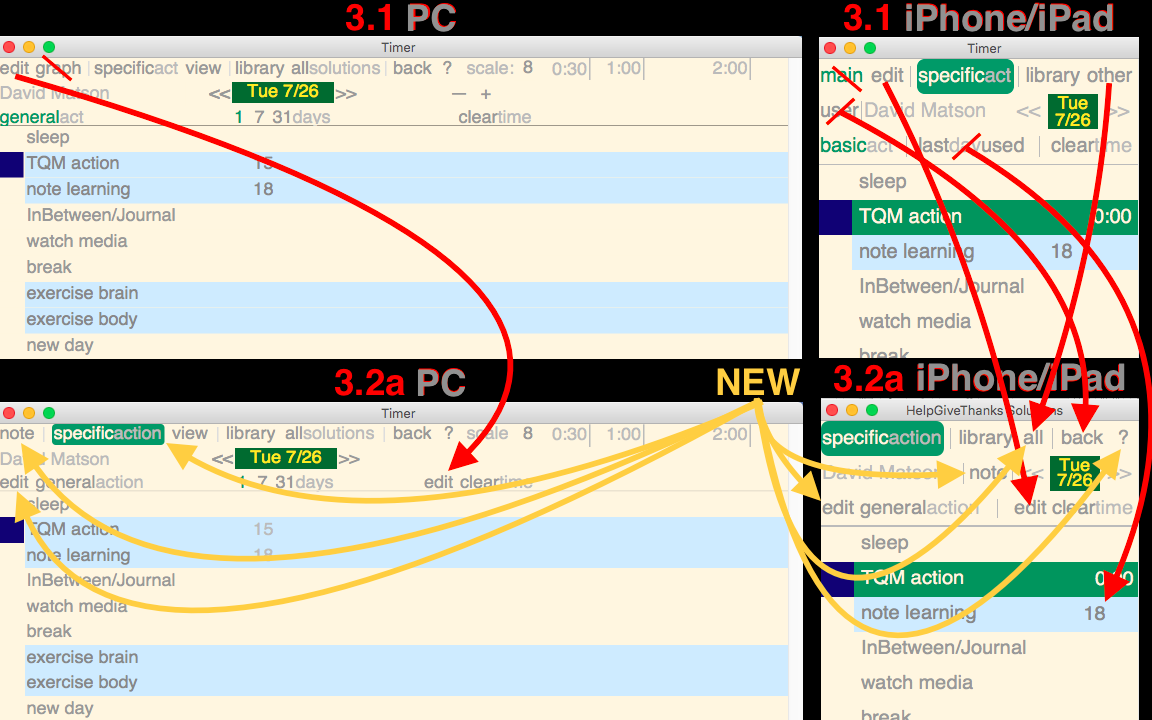 3.1 PC
Timer
edit graph specificact view library allsolutions back ? scale: 8 0:30 1:00 2:00
David Matson << Tue 7/26 >> — +
generalact 1 7 31days cleartime
sleep
TQM action 15
note learning 18
InBetween/Journal
watch media
break
exercise brain
exercise body
new day
3.1 iPhone/iPad
Timer
main edit specificact library other
user David Matson << Tue 7/26 >>
basicact lastdayused cleartime
sleep
TQM action 0:00
note learning 18
InBetween/Journal
watch media
break
3.2a PC
NEW
Timer
note specificaction view library allsolutions back ? scale 8 0:30 1:00 2:00
David Matson << Tue 7/26 >>
edit generalaction 1 7 31days edit cleartime
sleep
TQM action 15
note learning 18
InBetween/Journal
watch media
break
exercise brain
exercise body
new day
3.2a iPhone/iPad
HelpGiveThanks Solutions
specificaction library all back ?
David Matson note << Tue 7/26 >>
edit generalaction edit cleartime
sleep
TQM action 0:00
note learning 18
InBetween/Journal
watch media
break